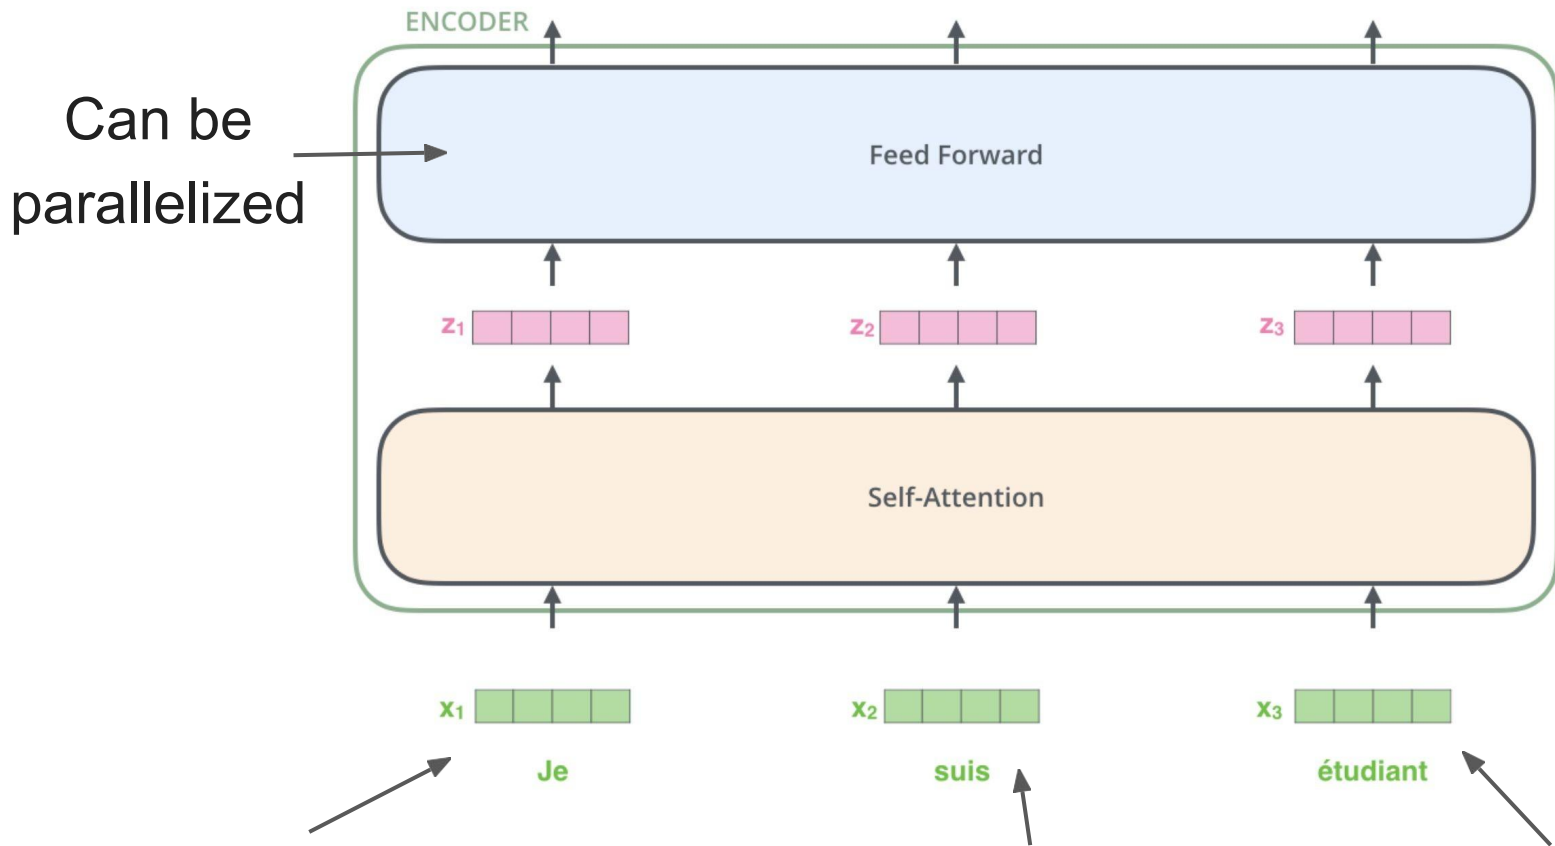 ENCODER
Can be
parallelized
Feed Forward
z₁
z₂
z₃
Self-Attention
x₁
x₂
x₃
Je
suis
étudiant